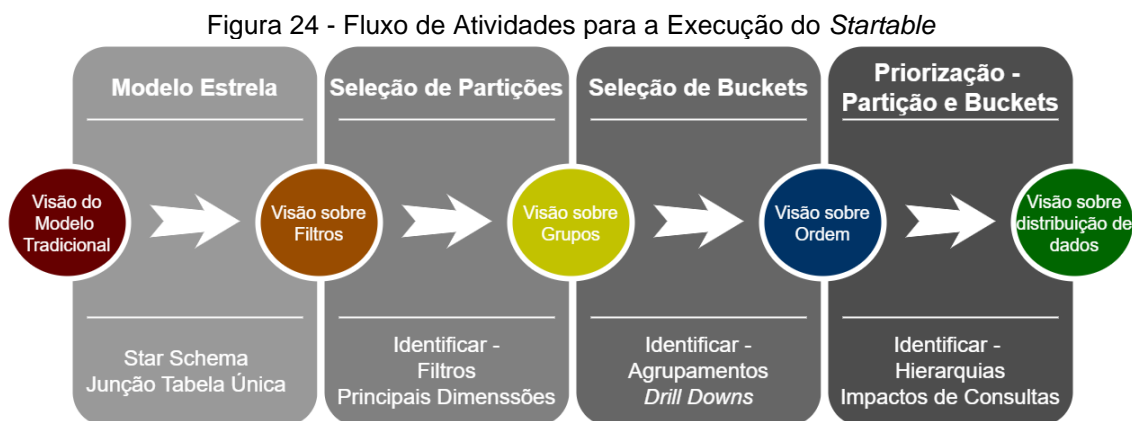 Figura 24 - Fluxo de Atividades para a Execução do Startable
Modelo Estrela
Seleção de Partições
Seleção de Buckets
Priorização -
Partição e Buckets
Visão do
Modelo
Tradicional
Visão sobre
Filtros
Visão sobre
Grupos
Visão sobre
Ordem
Visão sobre
distribuição de
dados
Star Schema
Junção Tabela Única
Identificar -
Filtros
Principais Dimenssões
Identificar -
Agrupamentos
Drill Downs
Identificar -
Hierarquias
Impactos de Consultas